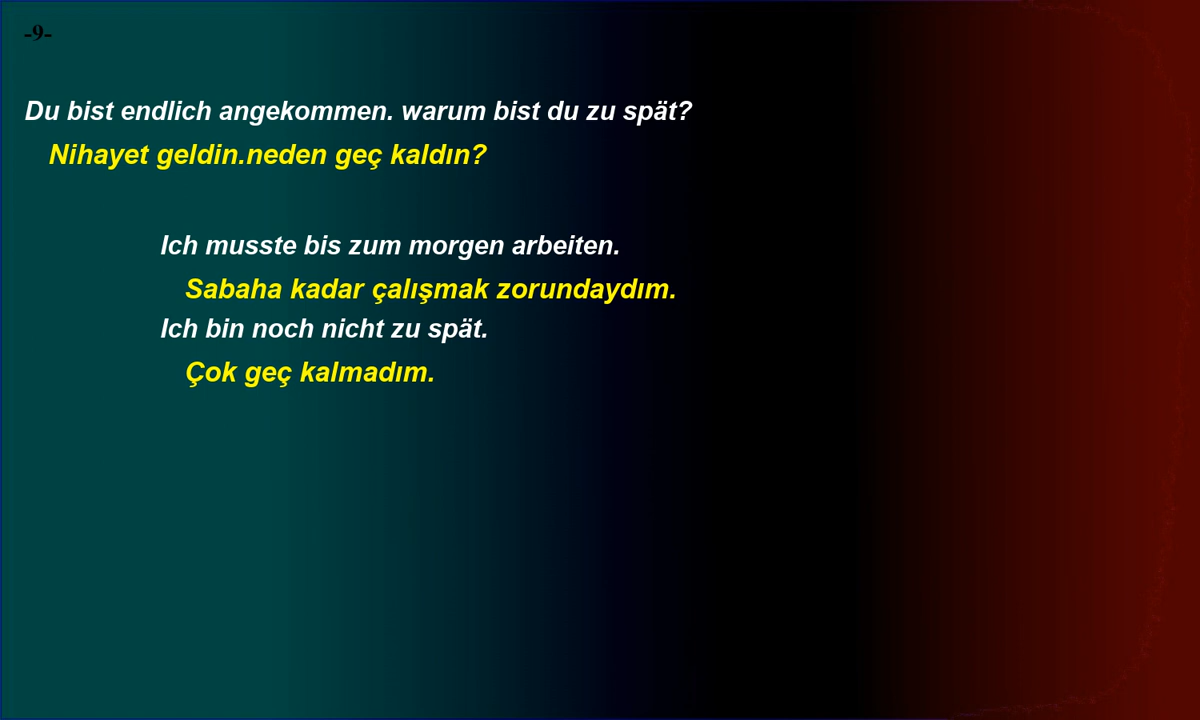 -9-
Du bist endlich angekommen. warum bist du zu spät?
Nihayet geldin.neden geç kaldın?
Ich musste bis zum morgen arbeiten.
Sabaha kadar çalışmak zorundaydım.
Ich bin noch nicht zu spät.
Çok geç kalmadım.